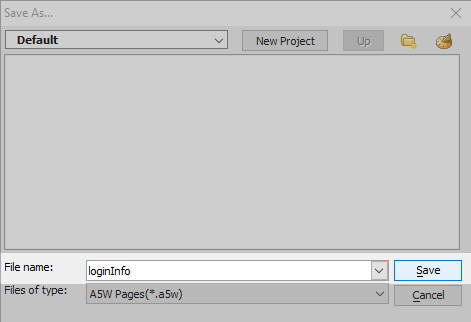 Save As...
Default New Project Up
File name: loginInfo Save
Files of type: A5W Pages(*.a5w) Cancel